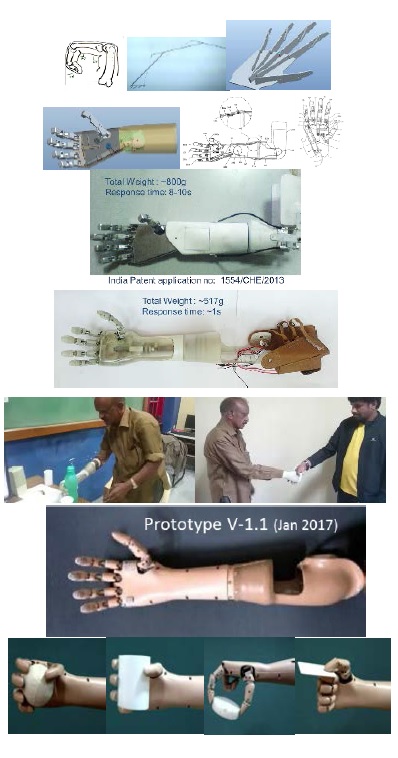 Total Weight : ~800g
Response time: 8-10s
India Patent application no: 1554/CHE/2013
Total Weight : ~517g
Response time: ~1s
Prototype V-1.1 (Jan 2017)